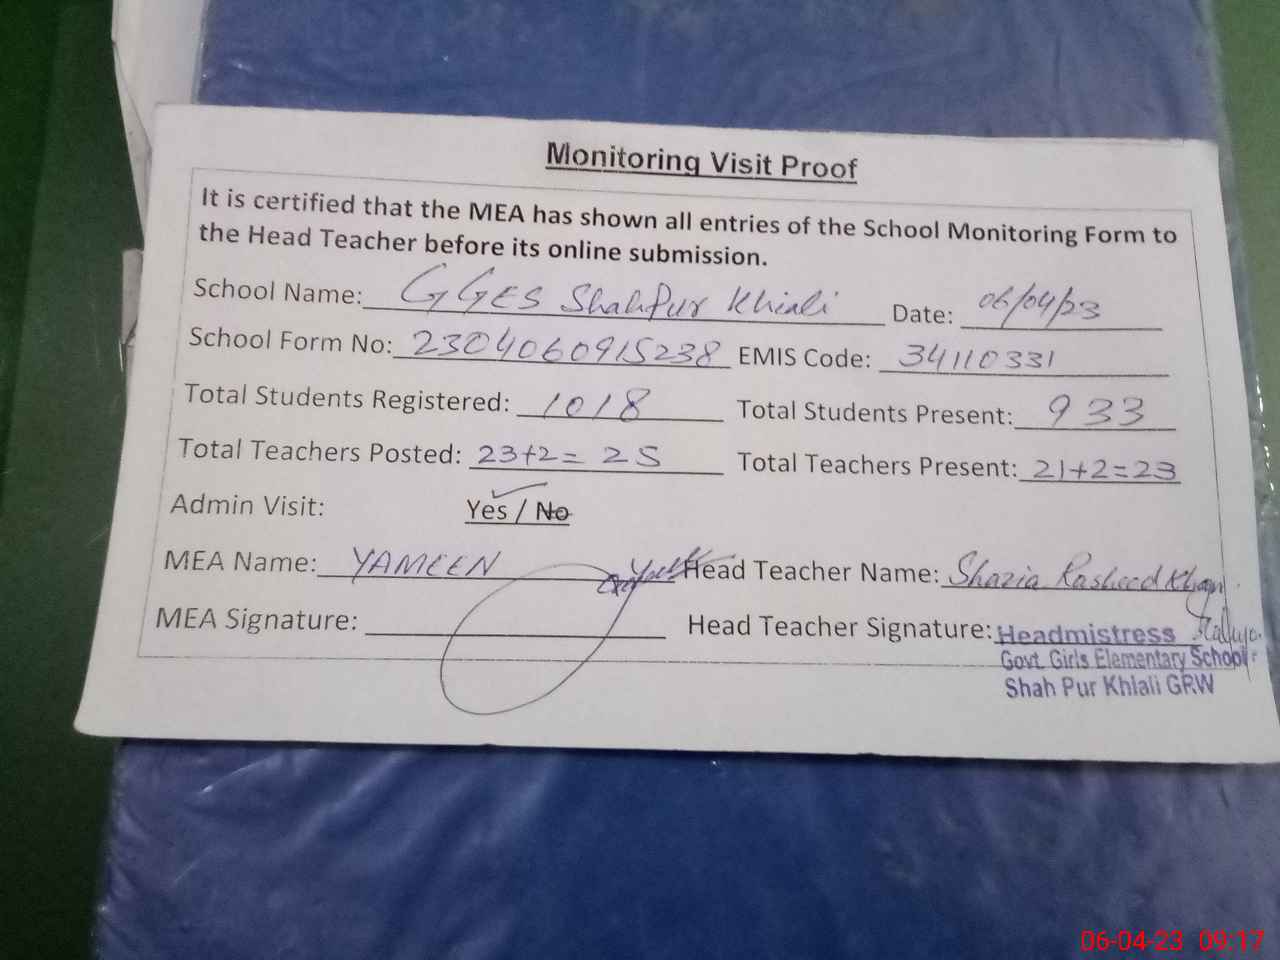 Monitoring Visit Proof
It is certified that the MEA has shown all entries of the School Monitoring Form to
the Head Teacher before its online submission.
School Name: GGES Shahpur Khiali Date: 06/04/23
School Form No: 2304060915238 EMIS Code: 34110331
Total Students Registered: 1018 Total Students Present: 933
Total Teachers Posted: 23+2= 25 Total Teachers Present: 21+2=23
Admin Visit: Yes / No
MEA Name: YAMEEN Head Teacher Name: Shazia Rasheed Khan
MEA Signature: Head Teacher Signature: Headmistress
Govt. Girls Elementary School
Shah Pur Khiali GRW
06-04-23 09:17